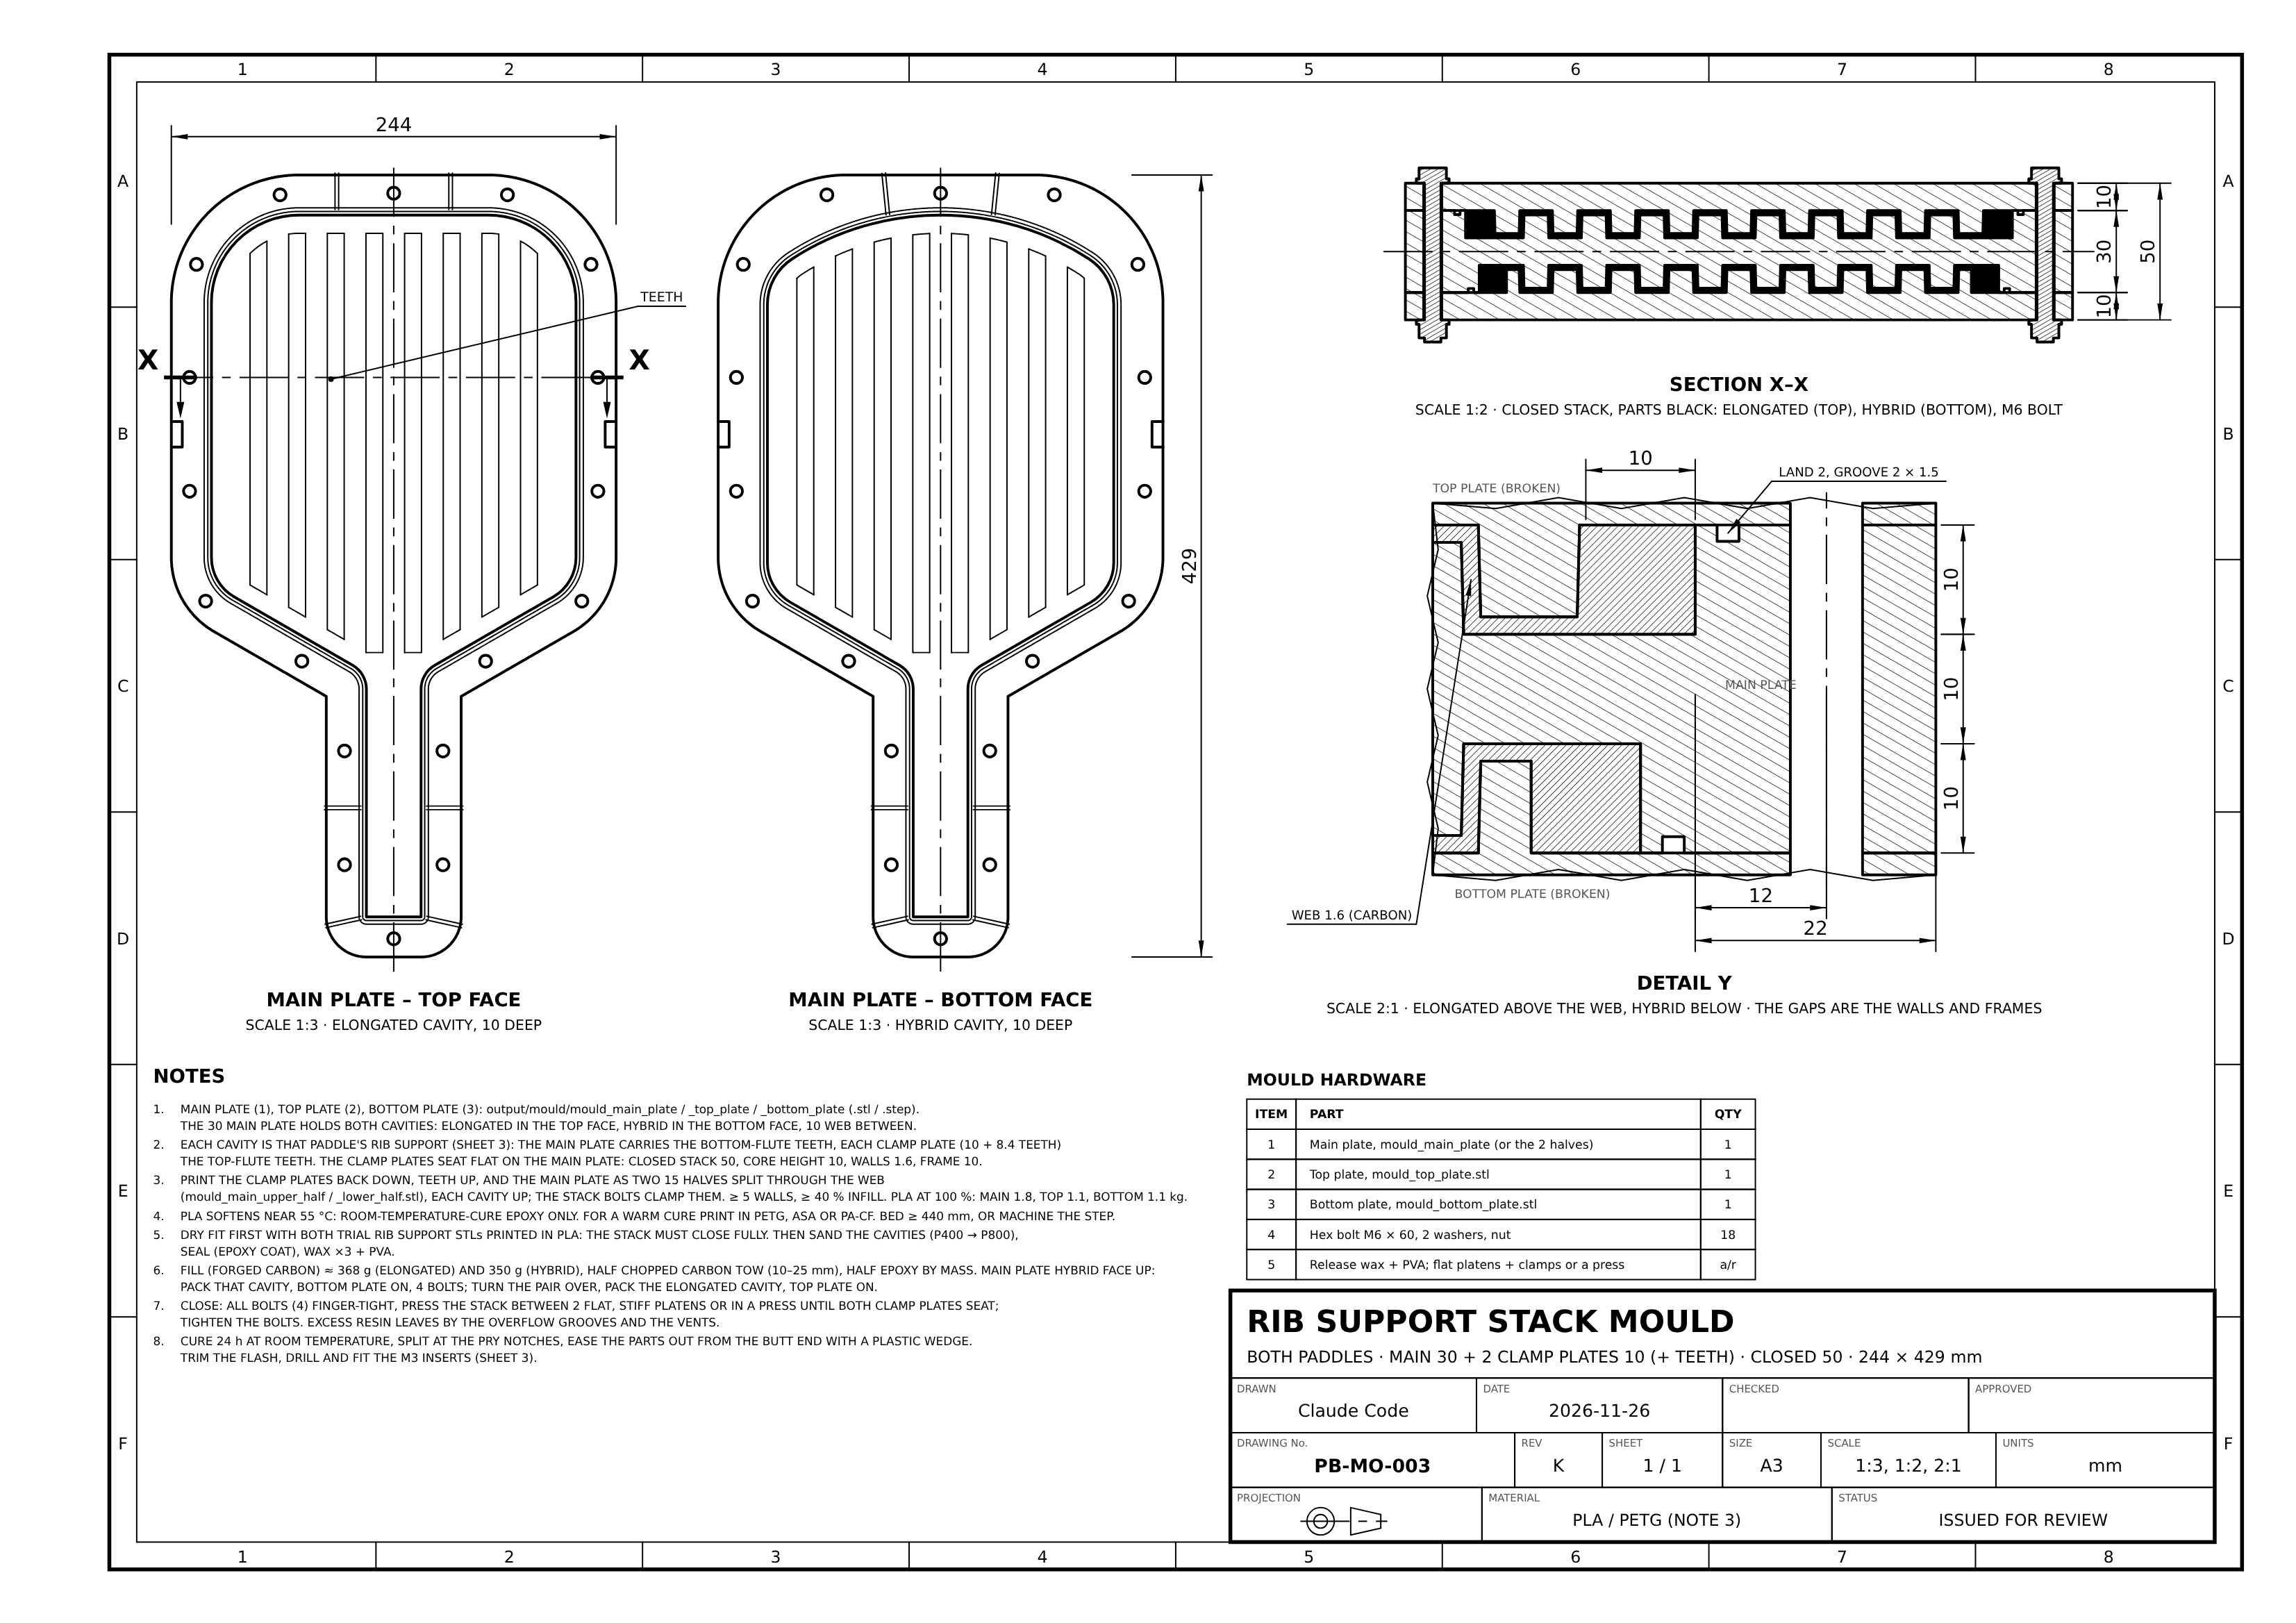 1 2 3 4 5 6 7 8
A A
B B
C C
D D
E E
F F
244
TEETH
X X
429
MAIN PLATE – TOP FACE
SCALE 1:3 · ELONGATED CAVITY, 10 DEEP
MAIN PLATE – BOTTOM FACE
SCALE 1:3 · HYBRID CAVITY, 10 DEEP
10
30
10
50
SECTION X–X
SCALE 1:2 · CLOSED STACK, PARTS BLACK: ELONGATED (TOP), HYBRID (BOTTOM), M6 BOLT
10
LAND 2, GROOVE 2 × 1.5
TOP PLATE (BROKEN)
10
MAIN PLATE
10
10
BOTTOM PLATE (BROKEN)
12
WEB 1.6 (CARBON)
22
DETAIL Y
SCALE 2:1 · ELONGATED ABOVE THE WEB, HYBRID BELOW · THE GAPS ARE THE WALLS AND FRAMES
NOTES
1. MAIN PLATE (1), TOP PLATE (2), BOTTOM PLATE (3): output/mould/mould_main_plate / _top_plate / _bottom_plate (.stl / .step).
THE 30 MAIN PLATE HOLDS BOTH CAVITIES: ELONGATED IN THE TOP FACE, HYBRID IN THE BOTTOM FACE, 10 WEB BETWEEN.
2. EACH CAVITY IS THAT PADDLE'S RIB SUPPORT (SHEET 3): THE MAIN PLATE CARRIES THE BOTTOM-FLUTE TEETH, EACH CLAMP PLATE (10 + 8.4 TEETH)
THE TOP-FLUTE TEETH. THE CLAMP PLATES SEAT FLAT ON THE MAIN PLATE: CLOSED STACK 50, CORE HEIGHT 10, WALLS 1.6, FRAME 10.
3. PRINT THE CLAMP PLATES BACK DOWN, TEETH UP, AND THE MAIN PLATE AS TWO 15 HALVES SPLIT THROUGH THE WEB
(mould_main_upper_half / _lower_half.stl), EACH CAVITY UP; THE STACK BOLTS CLAMP THEM. ≥ 5 WALLS, ≥ 40 % INFILL. PLA AT 100 %: MAIN 1.8, TOP 1.1, BOTTOM 1.1 kg.
4. PLA SOFTENS NEAR 55 °C: ROOM-TEMPERATURE-CURE EPOXY ONLY. FOR A WARM CURE PRINT IN PETG, ASA OR PA-CF. BED ≥ 440 mm, OR MACHINE THE STEP.
5. DRY FIT FIRST WITH BOTH TRIAL RIB SUPPORT STLs PRINTED IN PLA: THE STACK MUST CLOSE FULLY. THEN SAND THE CAVITIES (P400 → P800),
SEAL (EPOXY COAT), WAX ×3 + PVA.
6. FILL (FORGED CARBON) ≈ 368 g (ELONGATED) AND 350 g (HYBRID), HALF CHOPPED CARBON TOW (10–25 mm), HALF EPOXY BY MASS. MAIN PLATE HYBRID FACE UP:
PACK THAT CAVITY, BOTTOM PLATE ON, 4 BOLTS; TURN THE PAIR OVER, PACK THE ELONGATED CAVITY, TOP PLATE ON.
7. CLOSE: ALL BOLTS (4) FINGER-TIGHT, PRESS THE STACK BETWEEN 2 FLAT, STIFF PLATENS OR IN A PRESS UNTIL BOTH CLAMP PLATES SEAT;
TIGHTEN THE BOLTS. EXCESS RESIN LEAVES BY THE OVERFLOW GROOVES AND THE VENTS.
8. CURE 24 h AT ROOM TEMPERATURE, SPLIT AT THE PRY NOTCHES, EASE THE PARTS OUT FROM THE BUTT END WITH A PLASTIC WEDGE.
TRIM THE FLASH, DRILL AND FIT THE M3 INSERTS (SHEET 3).
MOULD HARDWARE
ITEM PART QTY
1 Main plate, mould_main_plate (or the 2 halves) 1
2 Top plate, mould_top_plate.stl 1
3 Bottom plate, mould_bottom_plate.stl 1
4 Hex bolt M6 × 60, 2 washers, nut 18
5 Release wax + PVA; flat platens + clamps or a press a/r
RIB SUPPORT STACK MOULD
BOTH PADDLES · MAIN 30 + 2 CLAMP PLATES 10 (+ TEETH) · CLOSED 50 · 244 × 429 mm
DRAWN DATE CHECKED APPROVED
Claude Code 2026-11-26
DRAWING No. REV SHEET SIZE SCALE UNITS
PB-MO-003 K 1 / 1 A3 1:3, 1:2, 2:1 mm
PROJECTION MATERIAL STATUS
PLA / PETG (NOTE 3) ISSUED FOR REVIEW
1 2 3 4 5 6 7 8